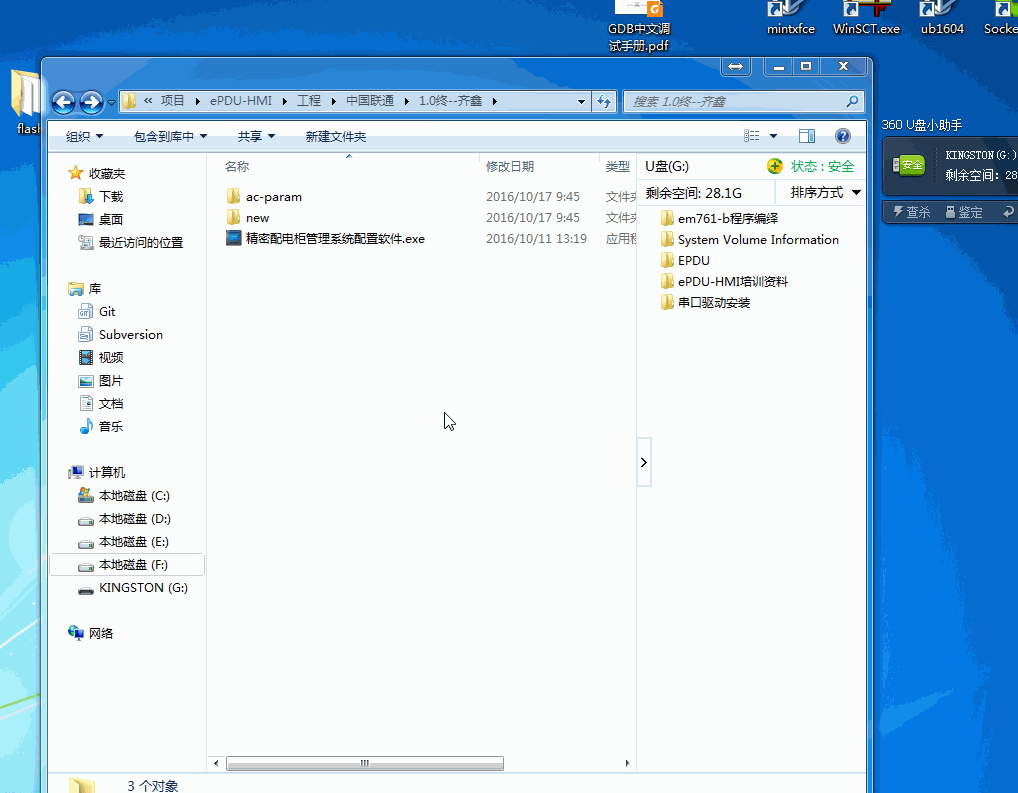 GDB中文调
试手册.pdf
mintxfce
WinSCT.exe
ub1604
Socke
flash
« 项目 ePDU-HMI 工程 中国联通 1.0终--齐鑫
搜索 1.0终--齐鑫
组织 包含到库中 共享 新建文件夹
收藏夹
下载
桌面
最近访问的位置
库
Git
Subversion
视频
图片
文档
音乐
计算机
本地磁盘 (C:)
本地磁盘 (D:)
本地磁盘 (E:)
本地磁盘 (F:)
KINGSTON (G:)
网络
名称 修改日期 类型
ac-param 2016/10/17 9:45 文件夹
new 2016/10/17 9:45 文件夹
精密配电柜管理系统配置软件.exe 2016/10/11 13:19 应用程
U盘(G:) 状态：安全
剩余空间: 28.1G 排序方式
em761-b程序编译
System Volume Information
EPDU
ePDU-HMI培训资料
串口驱动安装
3 个对象
360 U盘小助手
安全
KINGSTON(G:)
剩余空间: 28
查杀 鉴定